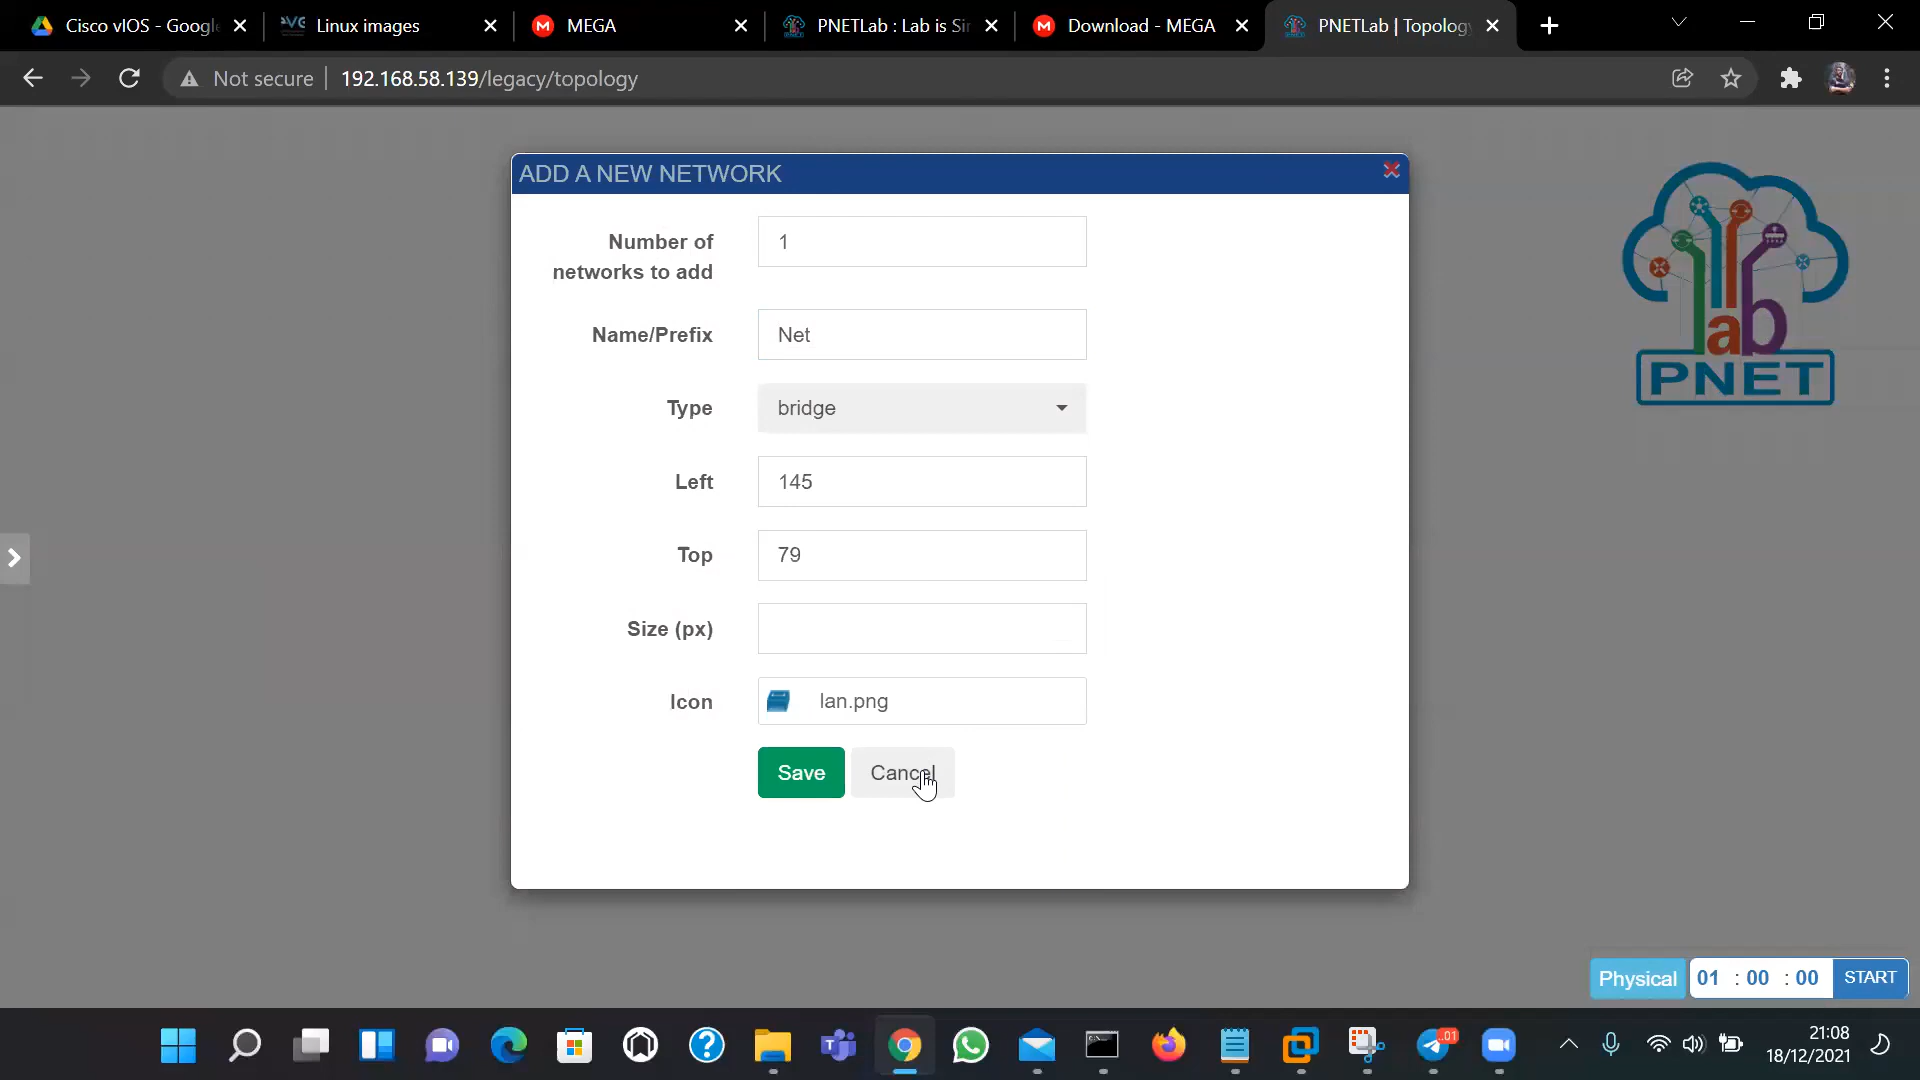 Cisco vIOS - Googl
Linux images
MEGA
PNETLab : Lab is Sir
Download - MEGA
PNETLab | Topology
Not secure
192.168.58.139/legacy/topology
ADD A NEW NETWORK
Number of
networks to add
1
Name/Prefix
Net
Type
bridge
Left
145
Top
79
Size (px)
Icon
lan.png
Save
Cancel
lab
PNET
Physical
01 : 00 : 00
START
.01
21:08
18/12/2021